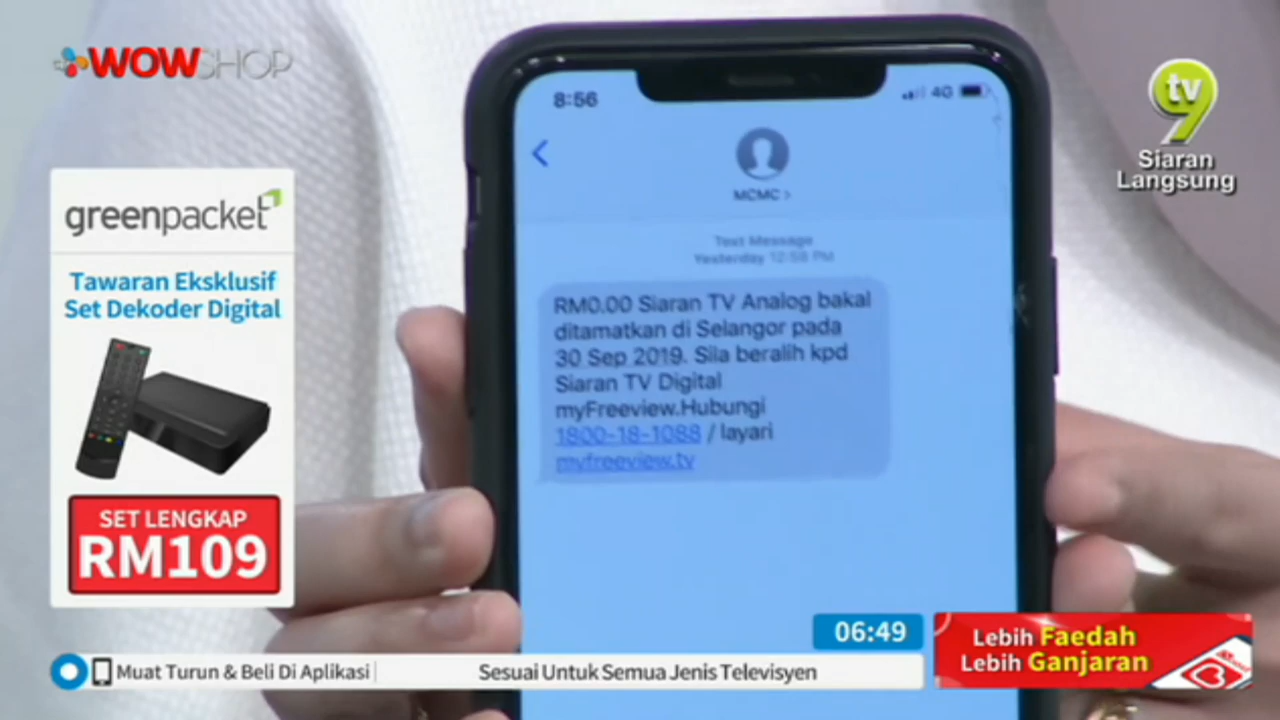 WOWSHOP
tv9
Siaran
Langsung
greenpacket
Tawaran Eksklusif
Set Dekoder Digital
SET LENGKAP
RM109
8:56
4G
MCMC >
Text Message
Yesterday 12:58 PM
RM0.00 Siaran TV Analog bakal
ditamatkan di Selangor pada
30 Sep 2019. Sila beralih kpd
Siaran TV Digital
myFreeview.Hubungi
1800-18-1088 / layari
myfreeview.tv
06:49
Muat Turun & Beli Di Aplikasi
Sesuai Untuk Semua Jenis Televisyen
Lebih Faedah
Lebih Ganjaran